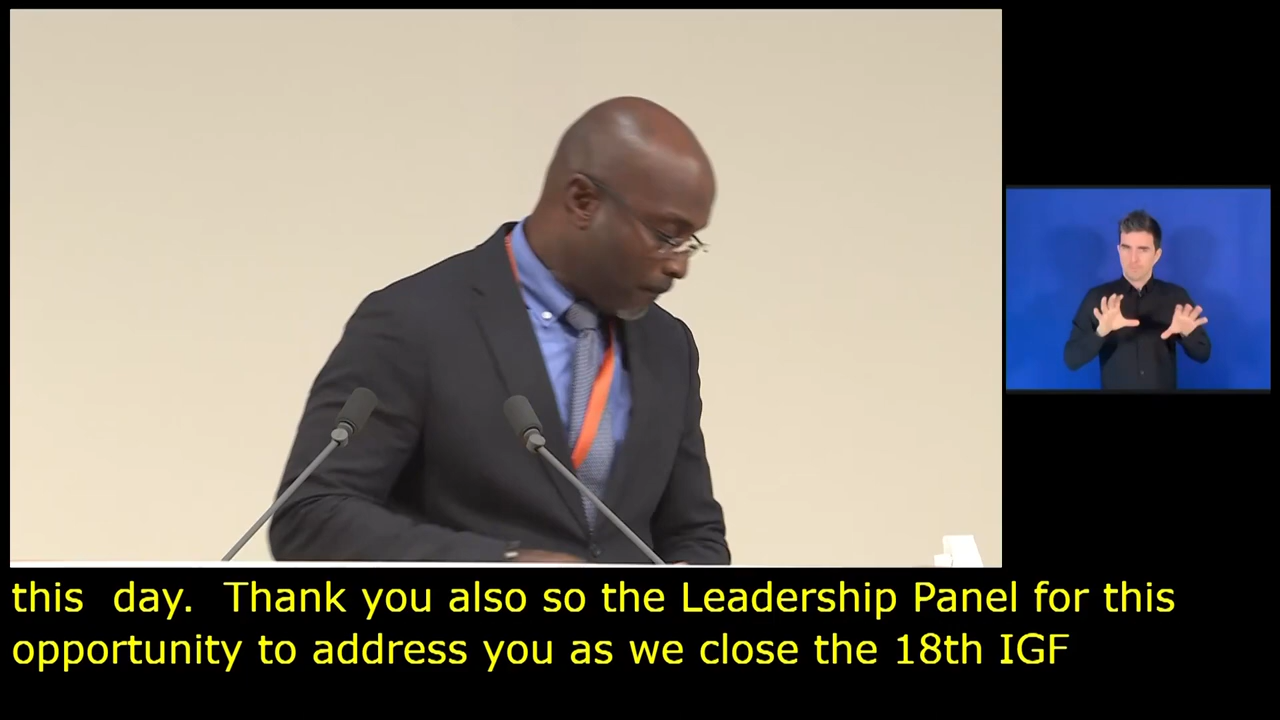 this  day.  Thank you also so the Leadership Panel for this
opportunity to address you as we close the 18th IGF